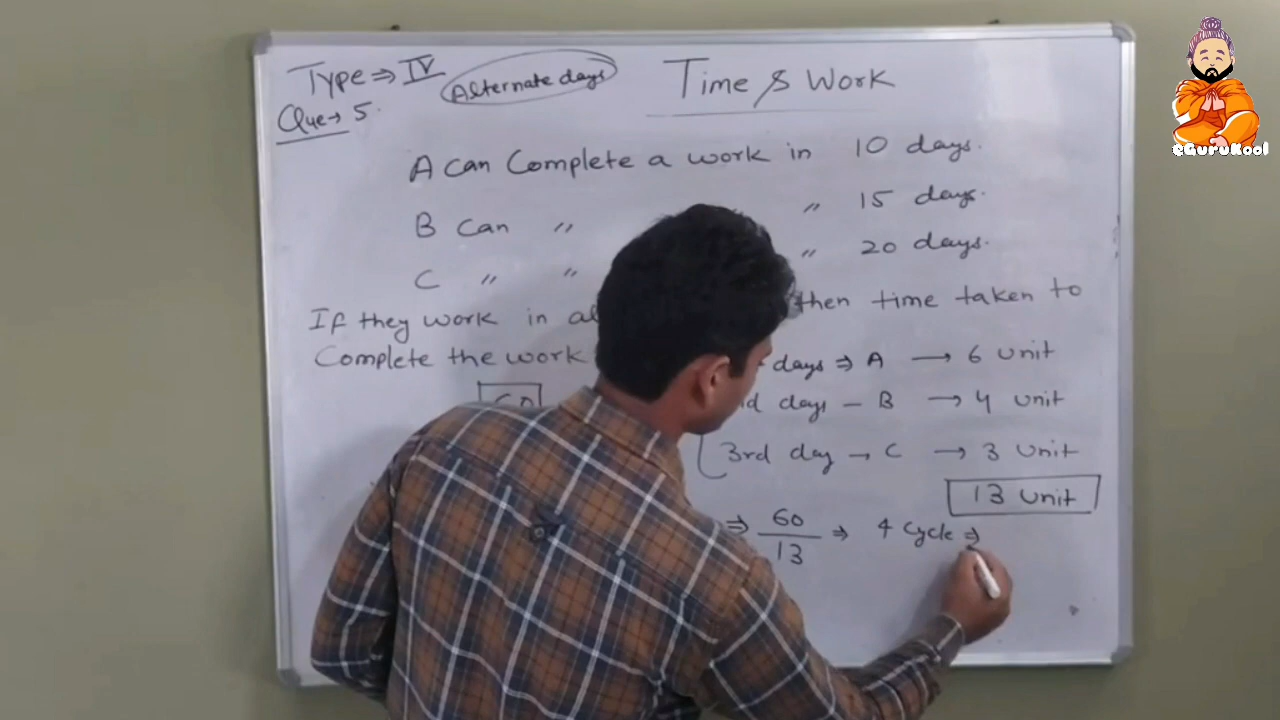 Type ⇒ IV
Alternate days
Time & Work
Que → 5.
A can Complete a work in 10 days.
B can " " 15 days.
C " " " 20 days.
If they work in then time taken to
Complete the work
days ⇒ A → 6 unit
days — B → 4 unit
3rd day → C → 3 unit
13 unit
⇒ 60/13 ⇒ 4 Cycle ⇒
eGuruKool